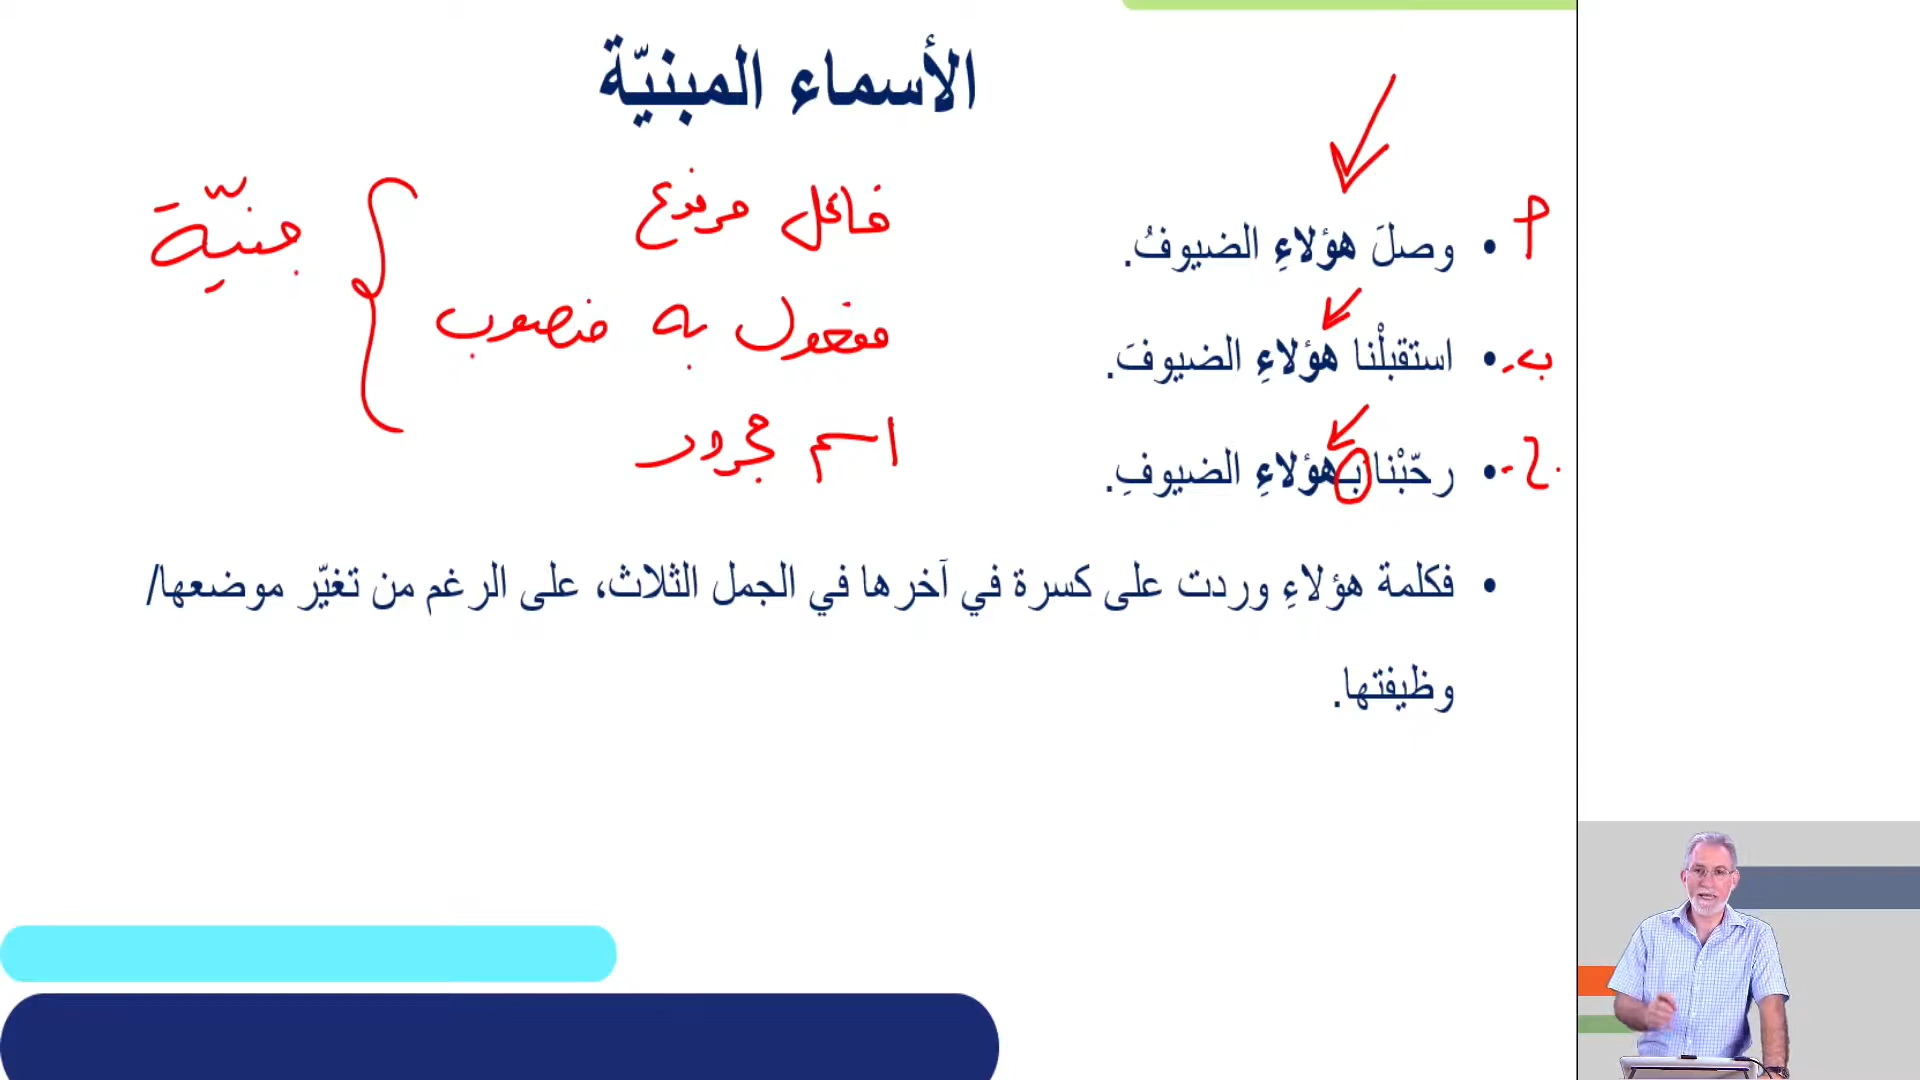 الأسماء المبنيّة
أ • وصلَ هؤلاءِ الضيوفُ. فاعل مرفوع
ب. • استقبلْنا هؤلاءِ الضيوفَ. مفعول به منصوب
ج. • رحّبْنا بـهؤلاءِ الضيوفِ. اسم مجرور
مبنيّة
• فكلمة هؤلاءِ وردت على كسرة في آخرها في الجمل الثلاث، على الرغم من تغيّر موضعها/
وظيفتها.